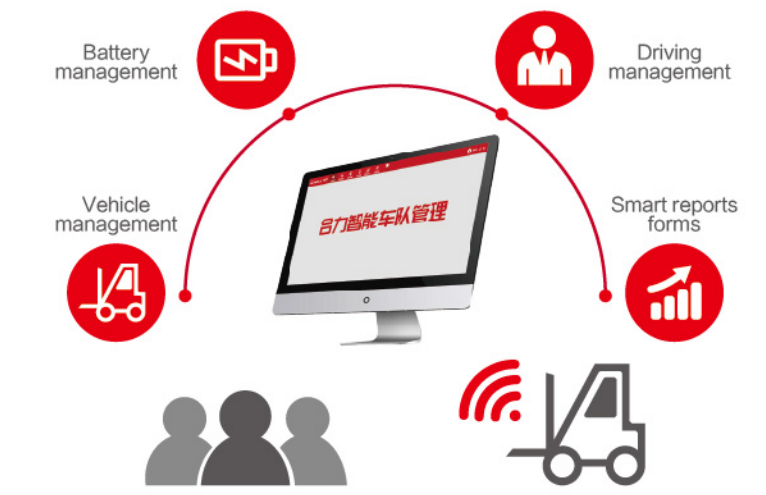 Battery
management
Driving
management
Vehicle
management
合力智能车队管理
Smart reports
forms